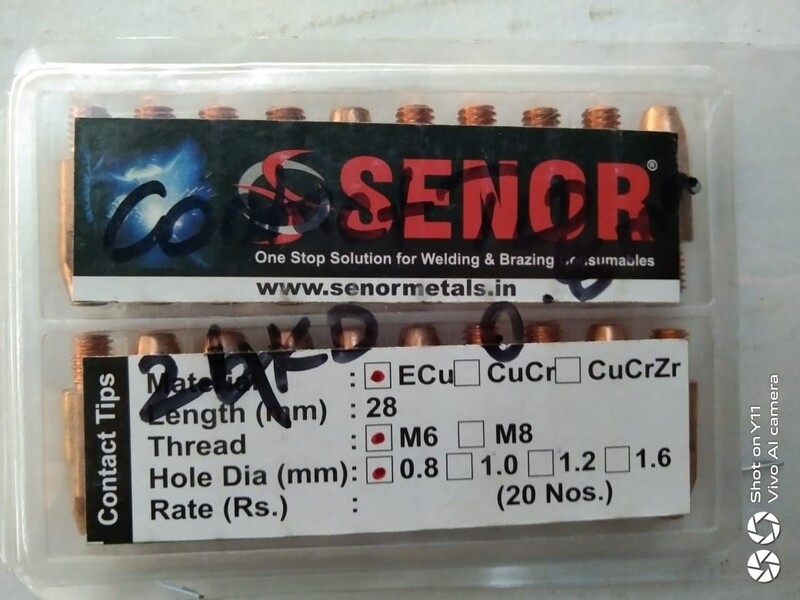 SENOR®
One Stop Solution for Welding & Brazing Consumables
www.senormetals.in
Contact Tips
Material : ECu CuCr CuCrZr
Length (mm) : 28
Thread : M6 M8
Hole Dia (mm): 0.8 1.0 1.2 1.6
Rate (Rs.) : (20 Nos.)
Shot on Y11
Vivo AI camera